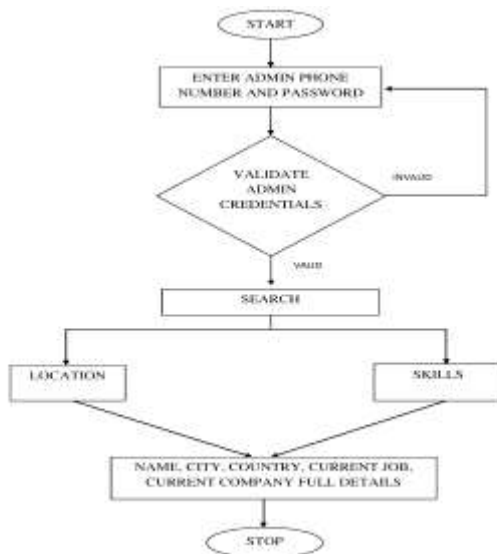 START
ENTER ADMIN PHONE
NUMBER AND PASSWORD
VALIDATE
ADMIN
CREDENTIALS
INVALID
VALID
SEARCH
LOCATION
SKILLS
NAME, CITY, COUNTRY, CURRENT JOB,
CURRENT COMPANY FULL DETAILS
STOP